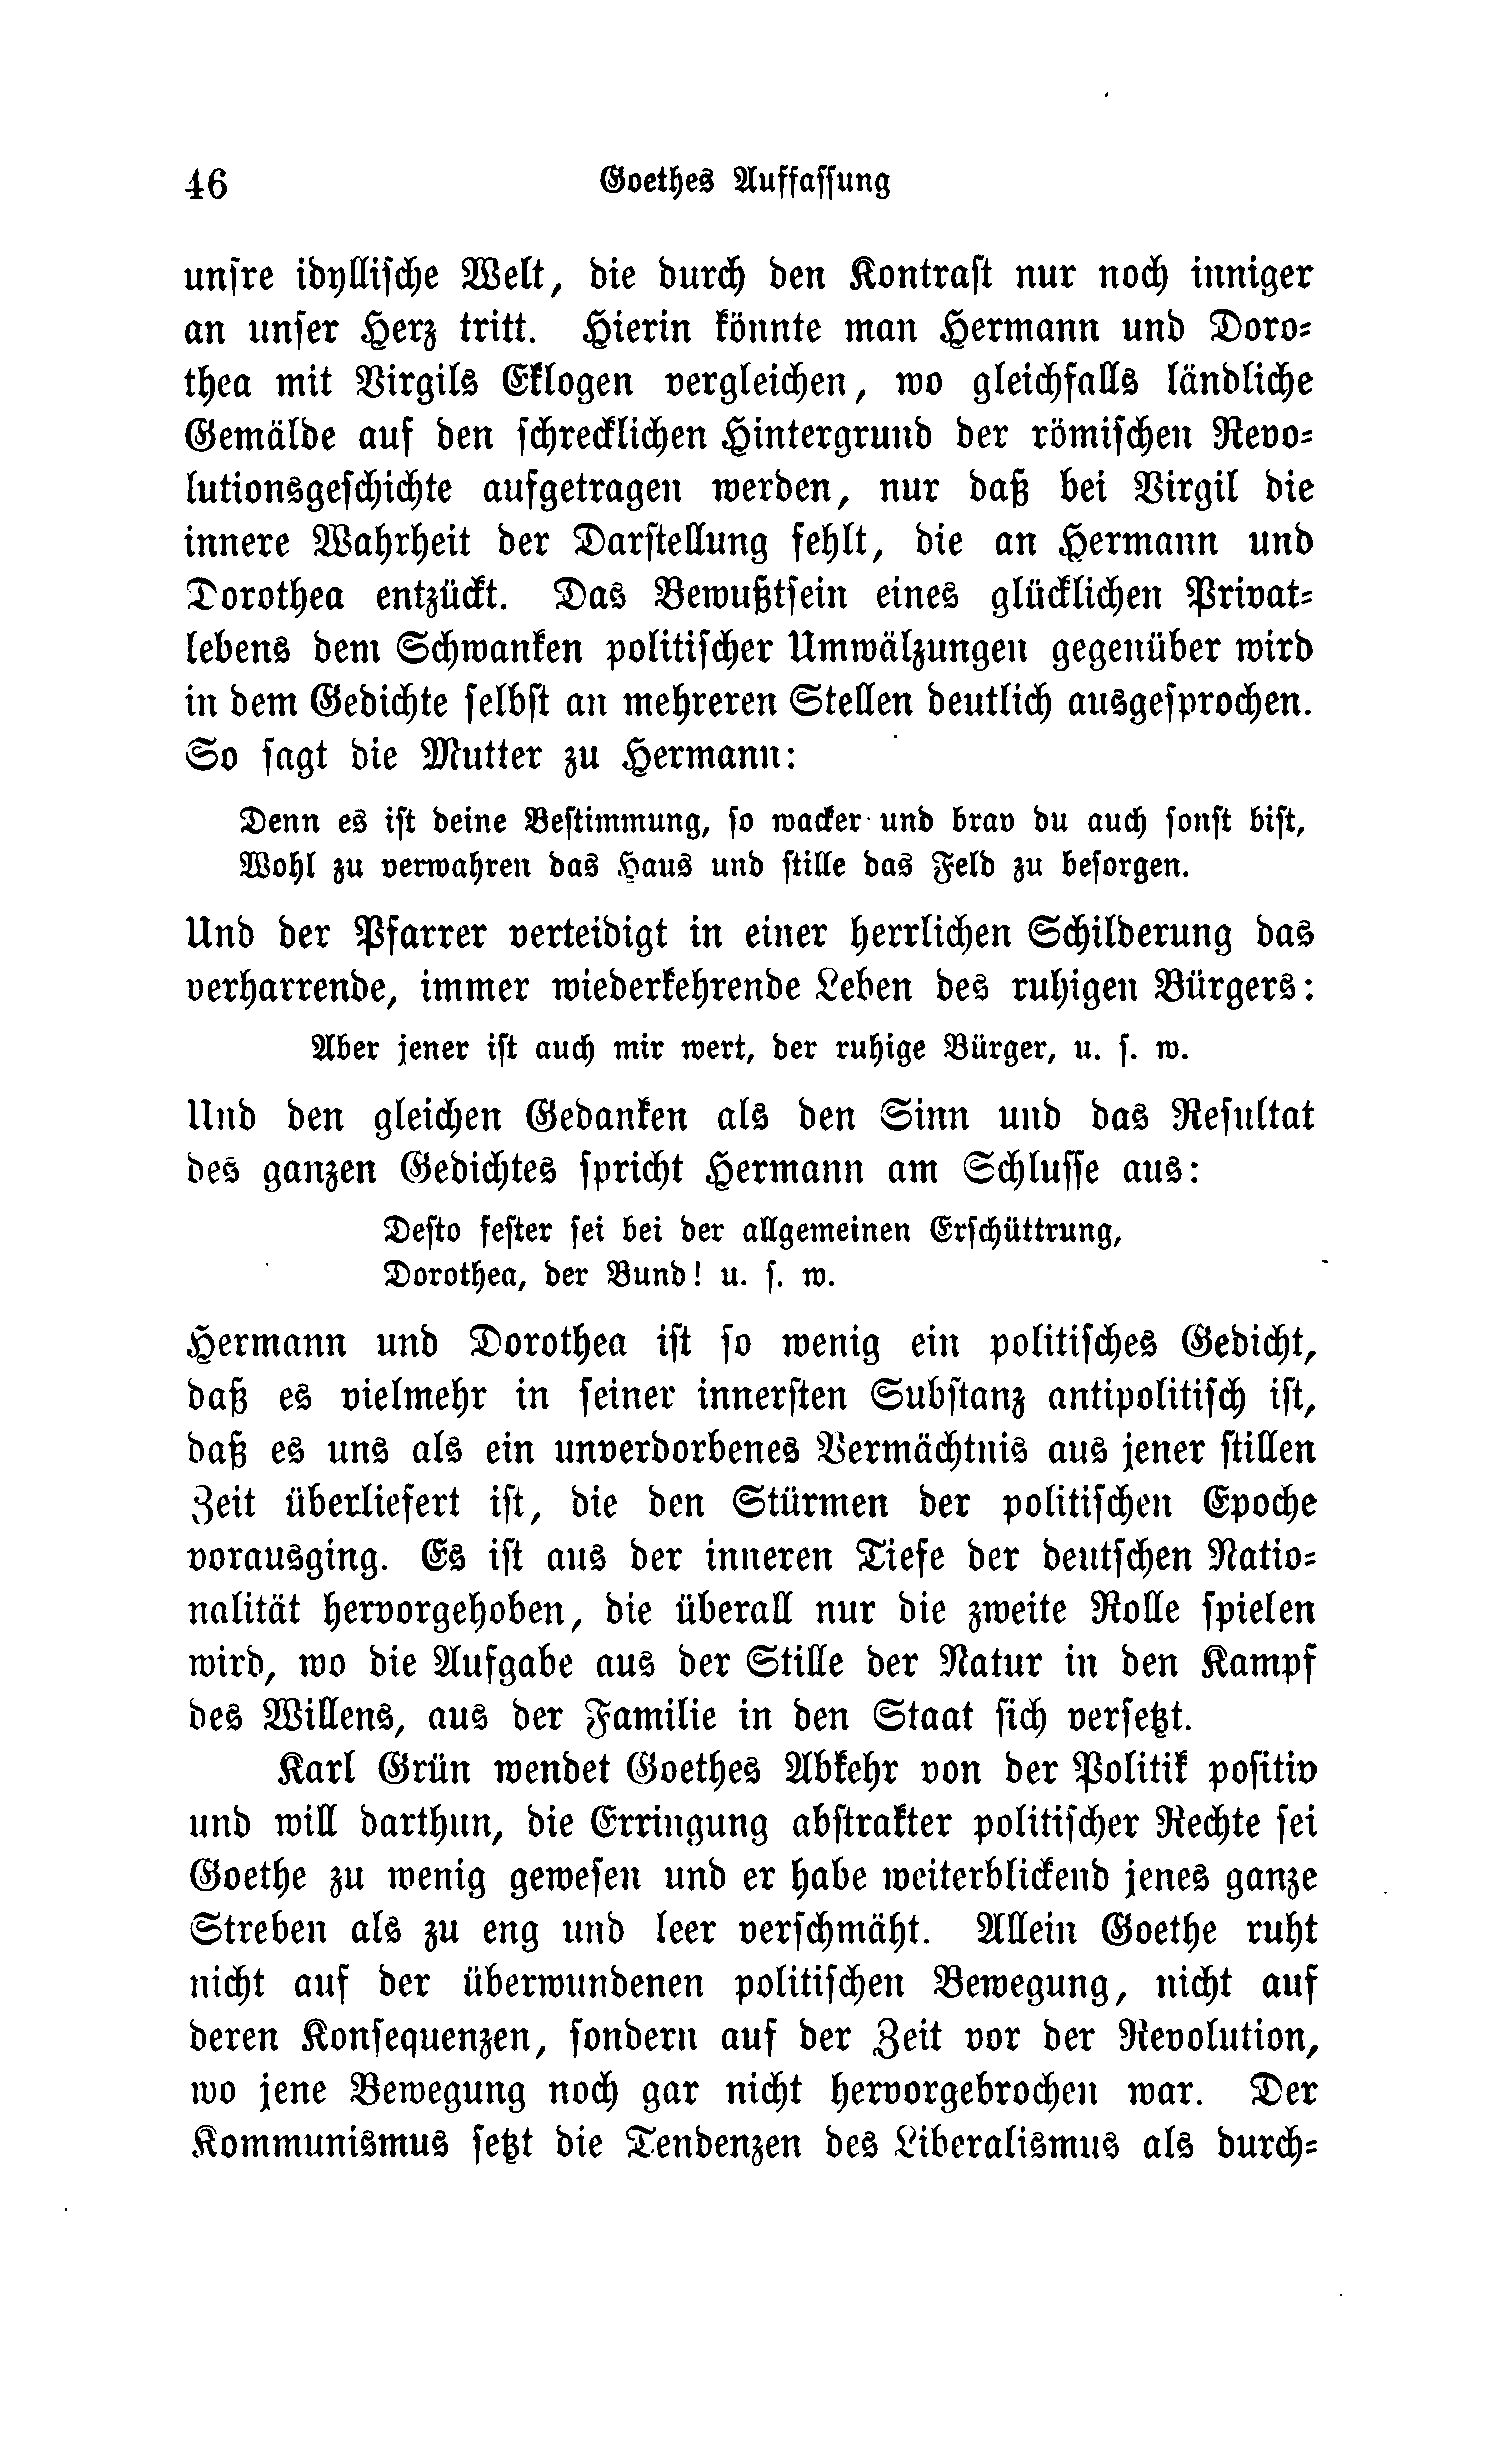 46
Goethes Auffassung
unsre idyllische Welt, die durch den Kontrast nur noch inniger
an unser Herz tritt. Hierin könnte man Hermann und Doro-
thea mit Virgils Eklogen vergleichen, wo gleichfalls ländliche
Gemälde auf den schrecklichen Hintergrund der römischen Revo-
lutionsgeschichte aufgetragen werden, nur daß bei Virgil die
innere Wahrheit der Darstellung fehlt, die an Hermann und
Dorothea entzückt. Das Bewußtsein eines glücklichen Privat-
lebens dem Schwanken politischer Umwälzungen gegenüber wird
in dem Gedichte selbst an mehreren Stellen deutlich ausgesprochen.
So sagt die Mutter zu Hermann:
Denn es ist deine Bestimmung, so wacker und brav du auch sonst bist,
Wohl zu verwahren das Haus und stille das Feld zu besorgen.
Und der Pfarrer verteidigt in einer herrlichen Schilderung das
verharrende, immer wiederkehrende Leben des ruhigen Bürgers:
Aber jener ist auch mir wert, der ruhige Bürger, u. s. w.
Und den gleichen Gedanken als den Sinn und das Resultat
des ganzen Gedichtes spricht Hermann am Schlusse aus:
Desto fester sei bei der allgemeinen Erschüttrung,
Dorothea, der Bund! u. s. w.
Hermann und Dorothea ist so wenig ein politisches Gedicht,
daß es vielmehr in seiner innersten Substanz antipolitisch ist,
daß es uns als ein unverdorbenes Vermächtnis aus jener stillen
Zeit überliefert ist, die den Stürmen der politischen Epoche
vorausging. Es ist aus der inneren Tiefe der deutschen Natio-
nalität hervorgehoben, die überall nur die zweite Rolle spielen
wird, wo die Aufgabe aus der Stille der Natur in den Kampf
des Willens, aus der Familie in den Staat sich versetzt.
Karl Grün wendet Goethes Abkehr von der Politik positiv
und will darthun, die Erringung abstrakter politischer Rechte sei
Goethe zu wenig gewesen und er habe weiterblickend jenes ganze
Streben als zu eng und leer verschmäht. Allein Goethe ruht
nicht auf der überwundenen politischen Bewegung, nicht auf
deren Konsequenzen, sondern auf der Zeit vor der Revolution,
wo jene Bewegung noch gar nicht hervorgebrochen war. Der
Kommunismus setzt die Tendenzen des Liberalismus als durch-